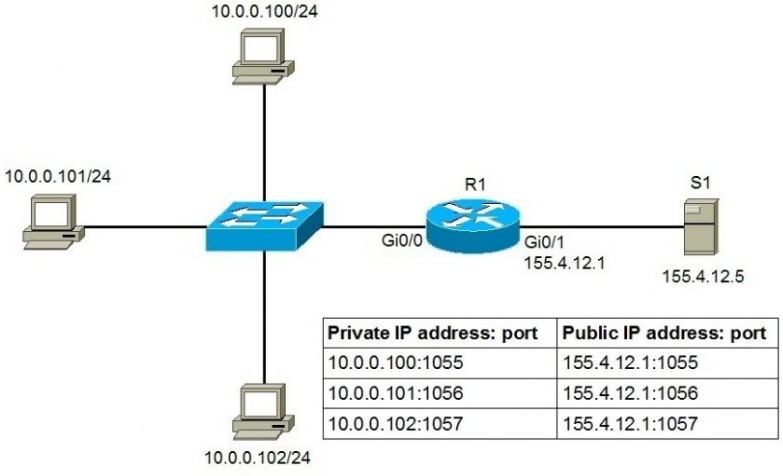 10.0.0.100/24
10.0.0.101/24
R1
S1
Gi0/0
Gi0/1
155.4.12.1
155.4.12.5
Private IP address: port Public IP address: port
10.0.0.100:1055 155.4.12.1:1055
10.0.0.101:1056 155.4.12.1:1056
10.0.0.102:1057 155.4.12.1:1057
10.0.0.102/24